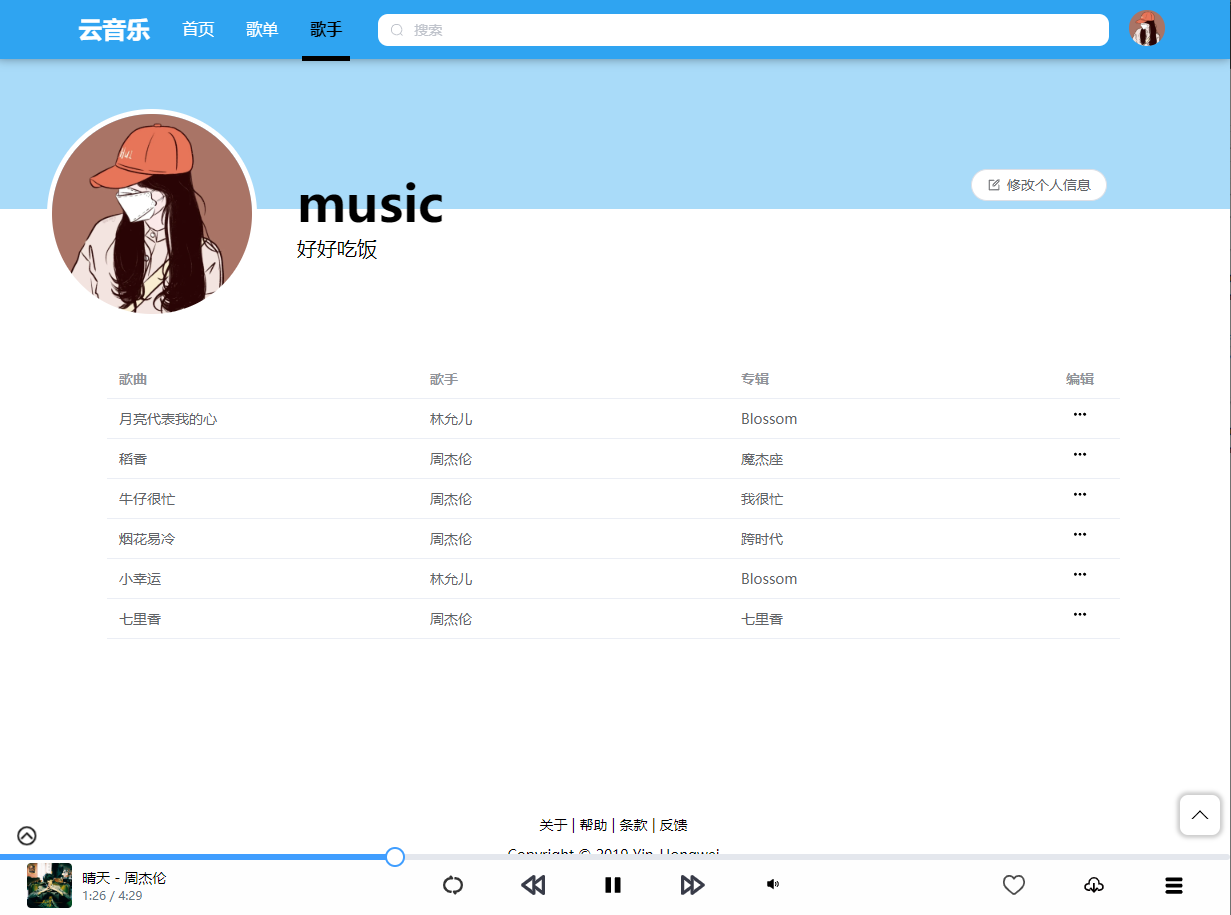 云音乐 首页 歌单 歌手 搜索
music
修改个人信息
好好吃饭
歌曲 歌手 专辑 编辑
月亮代表我的心 林允儿 Blossom
稻香 周杰伦 魔杰座
牛仔很忙 周杰伦 我很忙
烟花易冷 周杰伦 跨时代
小幸运 林允儿 Blossom
七里香 周杰伦 七里香
关于 | 帮助 | 条款 | 反馈
Copyright © 2019 Yin-Hongwei
晴天 - 周杰伦
1:26 / 4:29